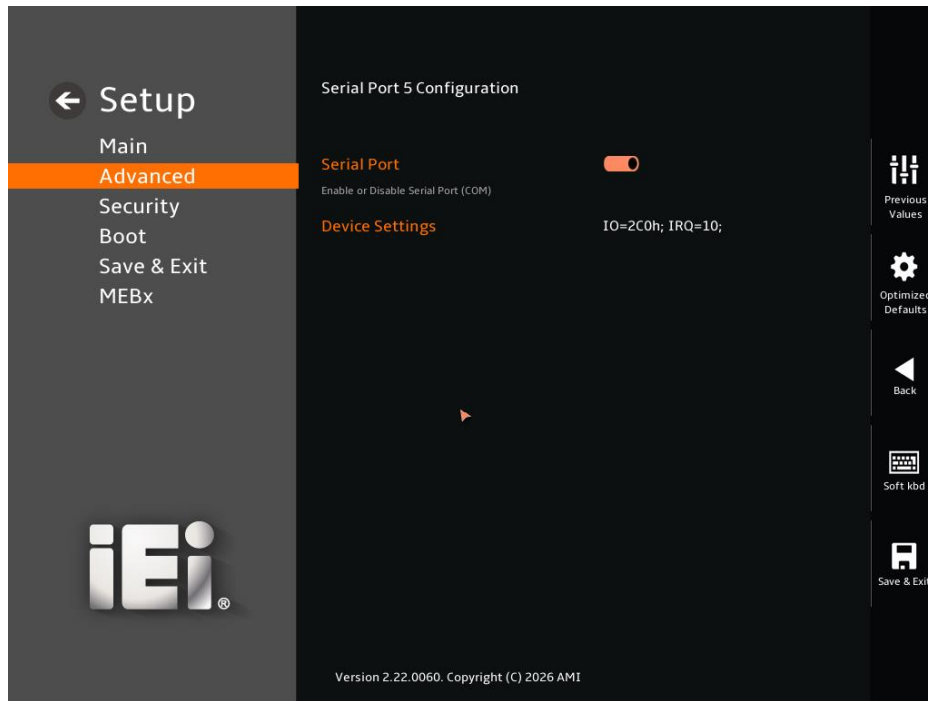 Setup
Main
Advanced
Security
Boot
Save & Exit
MEBx
Serial Port 5 Configuration
Serial Port
Enable or Disable Serial Port (COM)
Device Settings
IO=2C0h; IRQ=10;
Previous
Values
Optimized
Defaults
Back
Soft kbd
Save & Exit
iEi®
Version 2.22.0060. Copyright (C) 2026 AMI